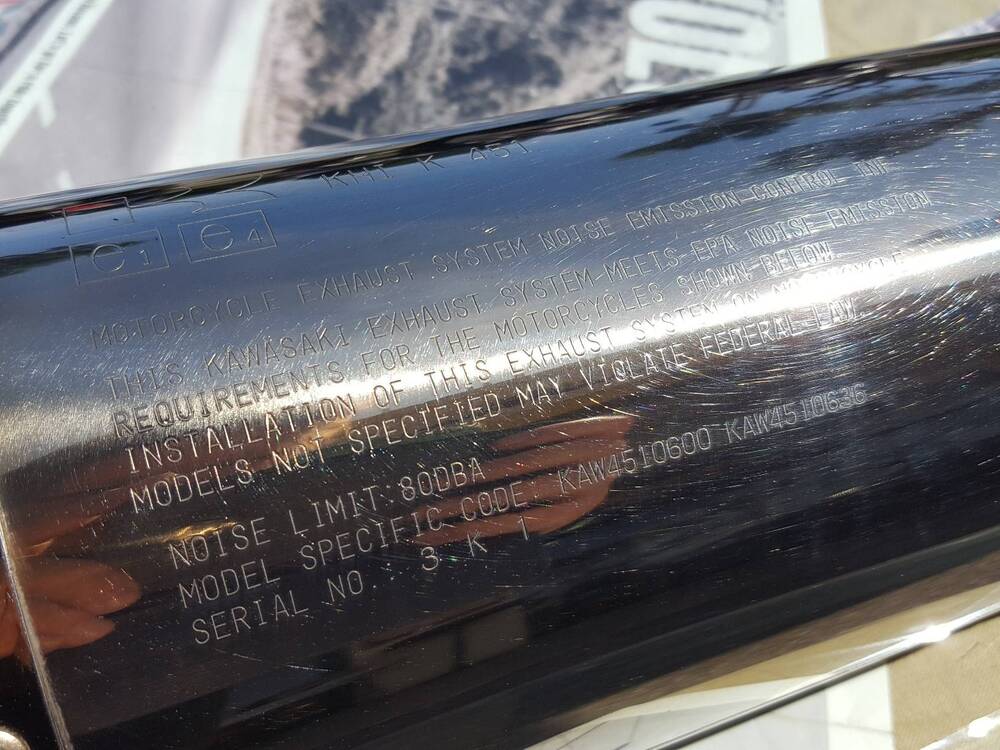 KHI K 451
e1 e4
MOTORCYCLE EXHAUST SYSTEM NOISE EMISSION CONTROL INF
THIS KAWASAKI EXHAUST SYSTEM MEETS EPA NOISE EMISSION
REQUIREMENTS FOR THE MOTORCYCLES SHOWN BELOW
INSTALLATION OF THIS EXHAUST SYSTEM ON MOTORCYCLE
MODELS NOT SPECIFIED MAY VIOLATE FEDERAL LAW.
NOISE LIMIT:80DBA
MODEL SPECIFIC CODE: KAW4510600 KAW4510636
SERIAL NO. 3 K 1